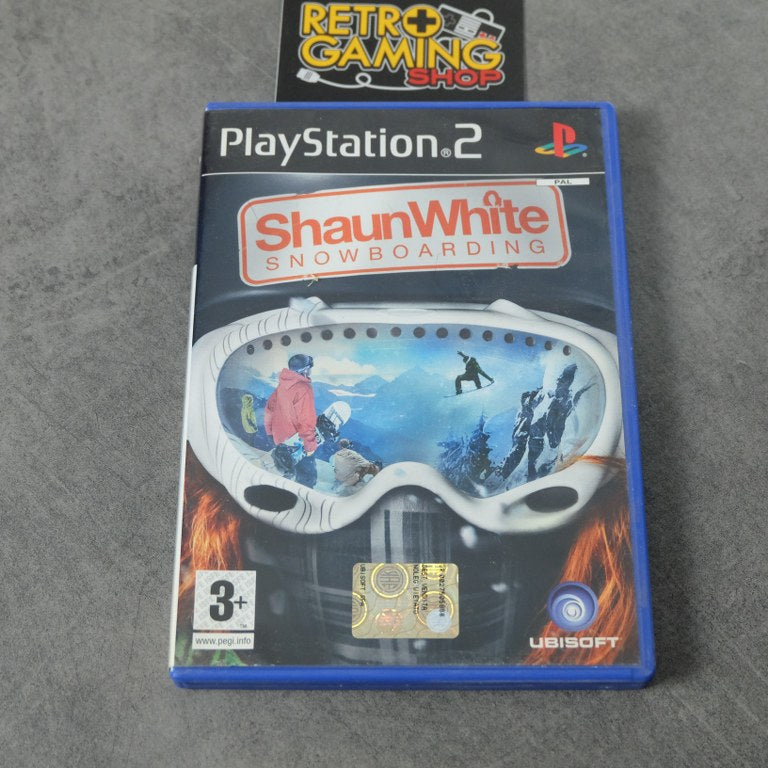 RETRO
GAMING
SHOP
PlayStation®2
PAL
ShaunWhite
SNOWBOARDING
3+
www.pegi.info
UBISOFT